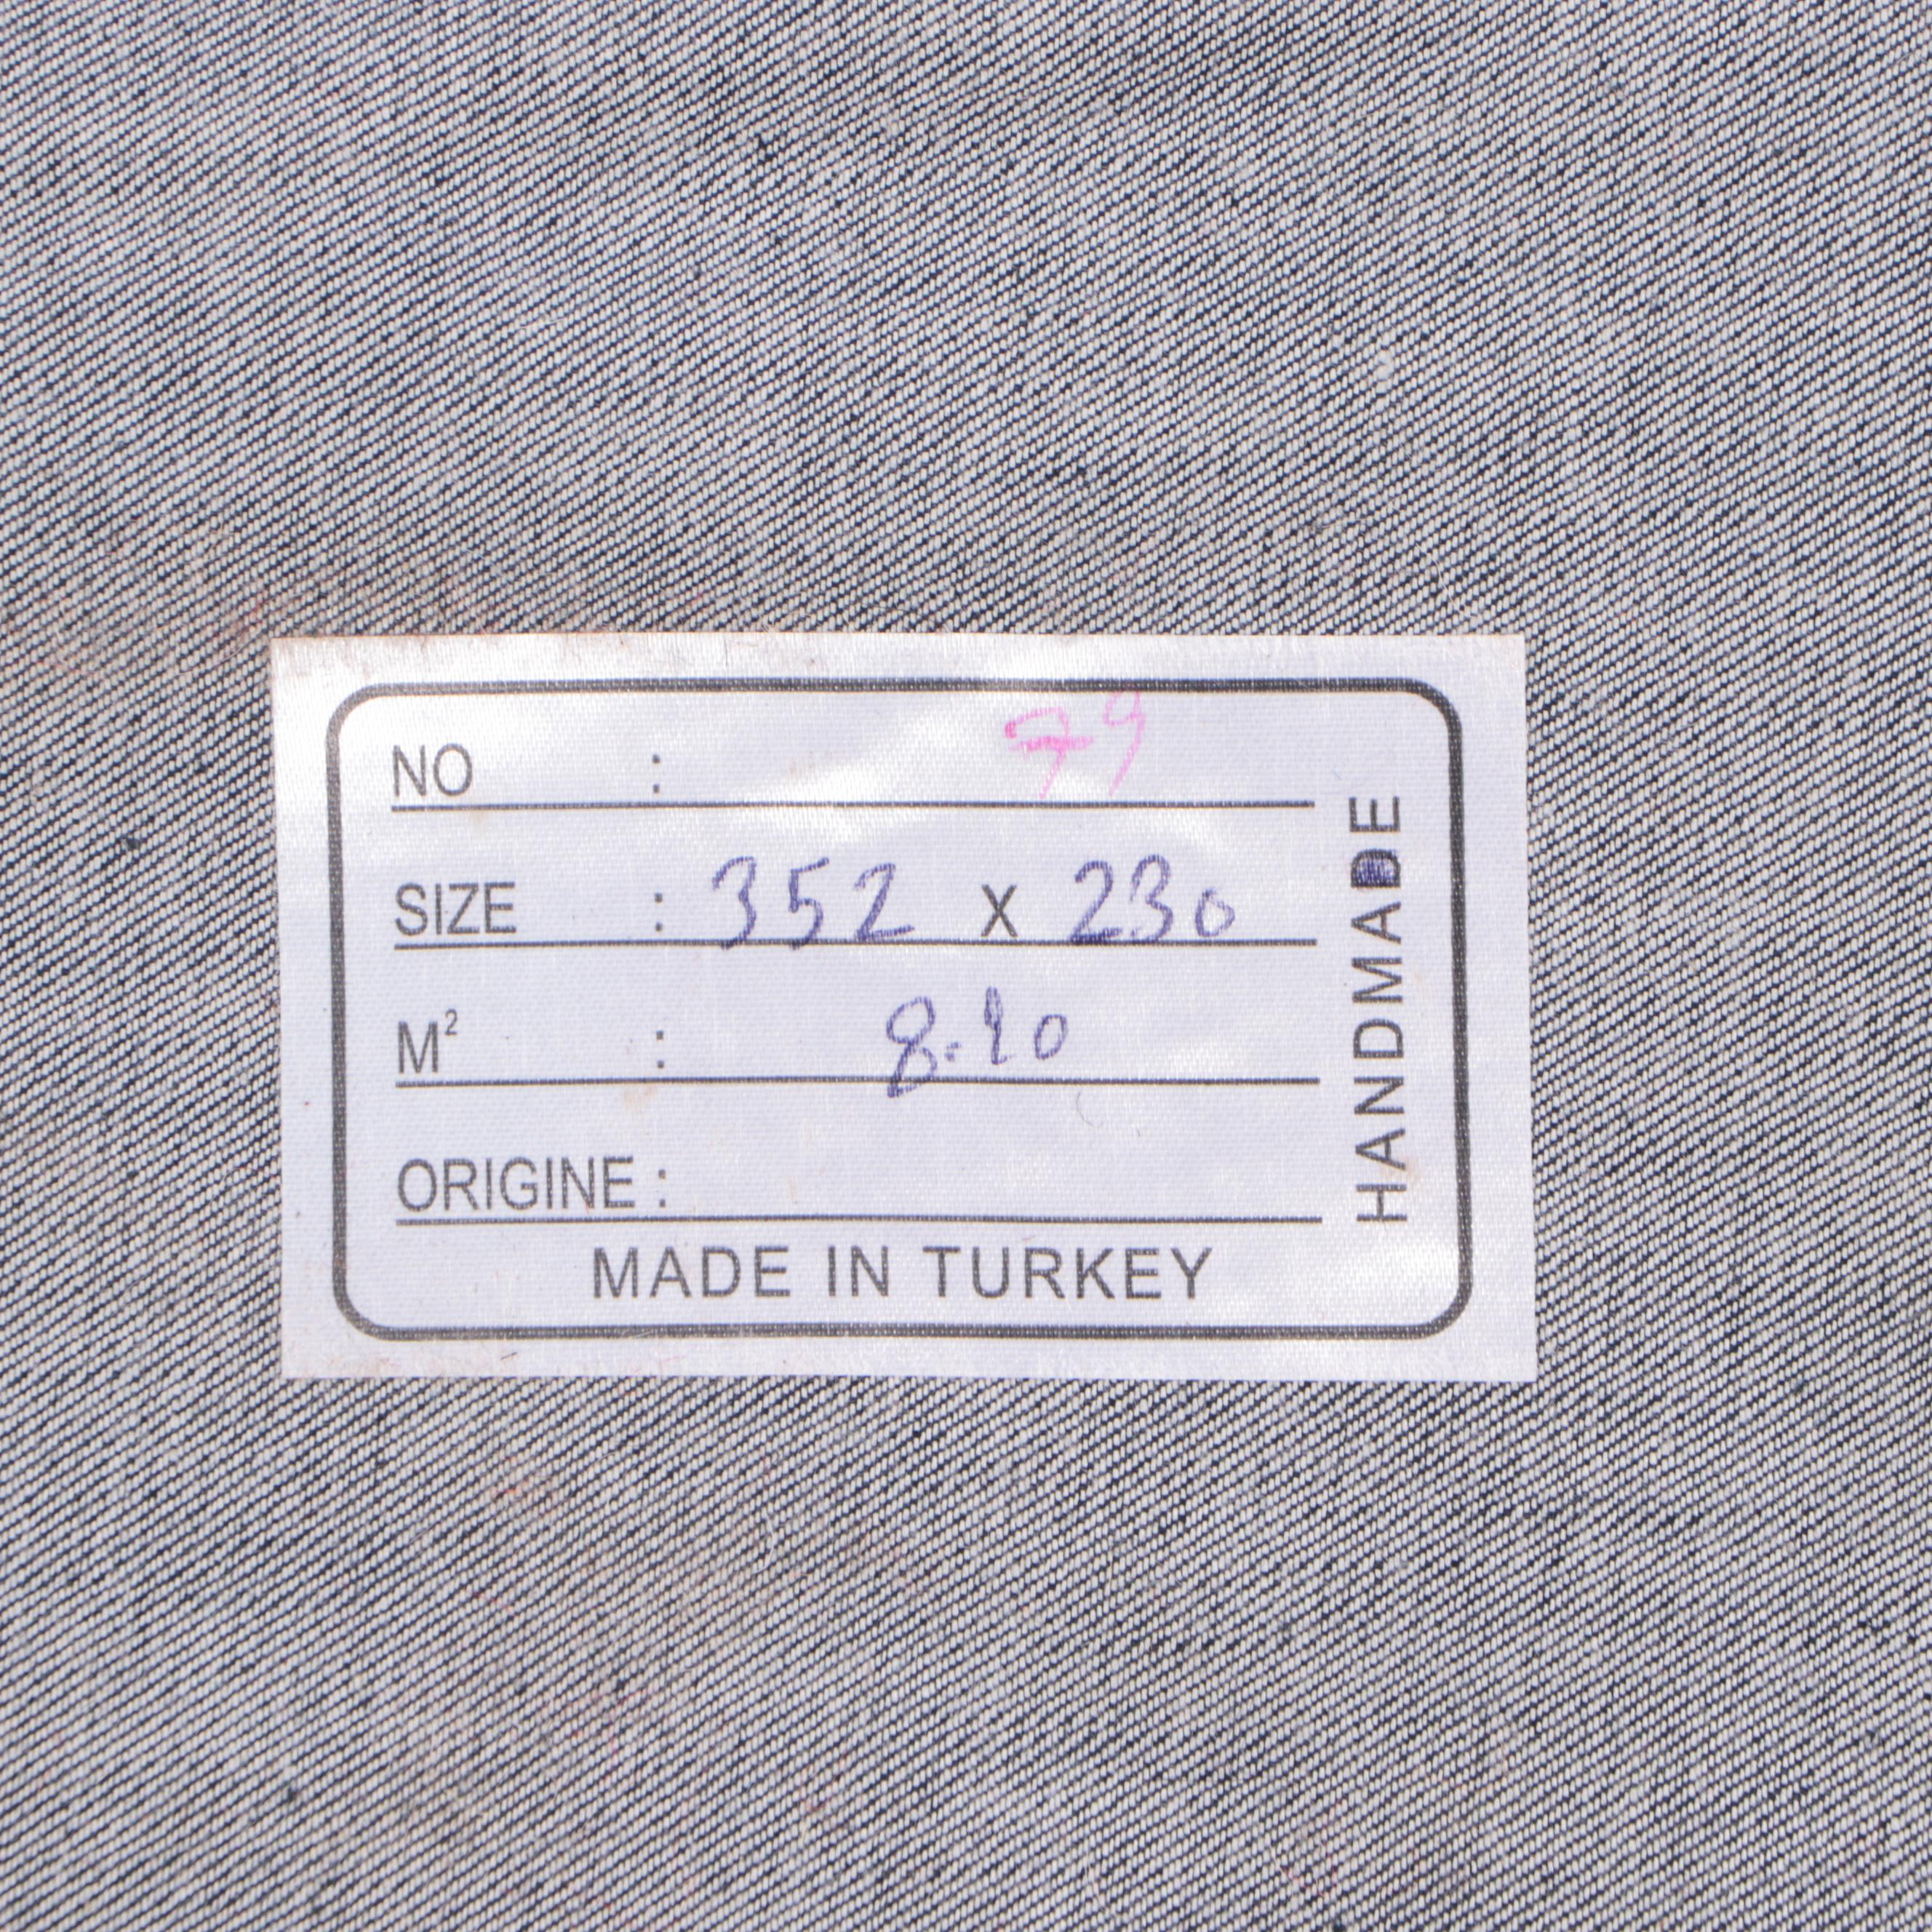 NO : 79
SIZE : 352 X 230
M² : 8.10
ORIGINE :
MADE IN TURKEY
HANDMADE